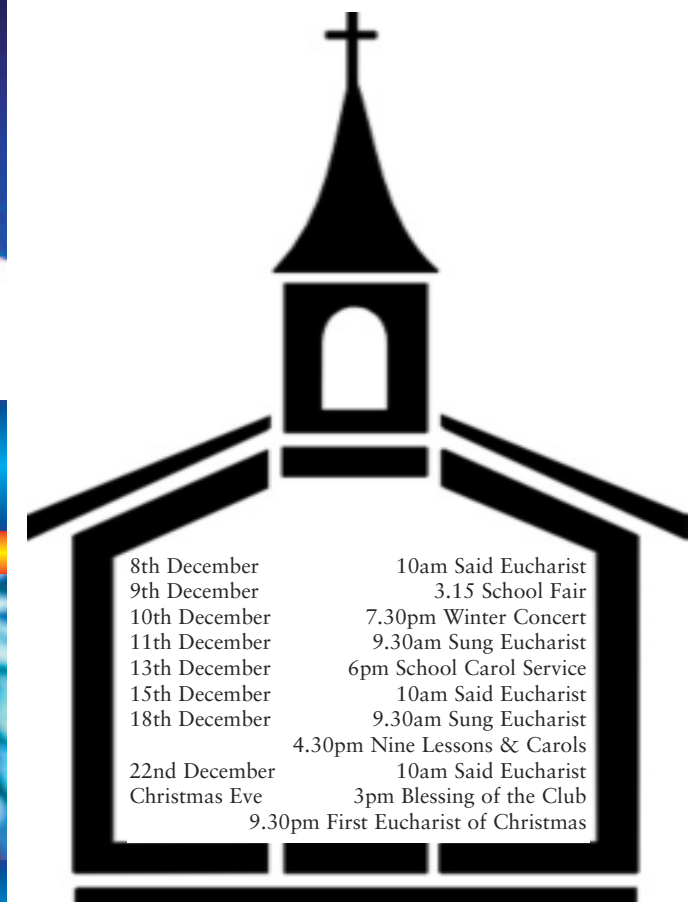 8th December 10am Said Eucharist
9th December 3.15 School Fair
10th December 7.30pm Winter Concert
11th December 9.30am Sung Eucharist
13th December 6pm School Carol Service
15th December 10am Said Eucharist
18th December 9.30am Sung Eucharist
4.30pm Nine Lessons & Carols
22nd December 10am Said Eucharist
Christmas Eve 3pm Blessing of the Club
9.30pm First Eucharist of Christmas